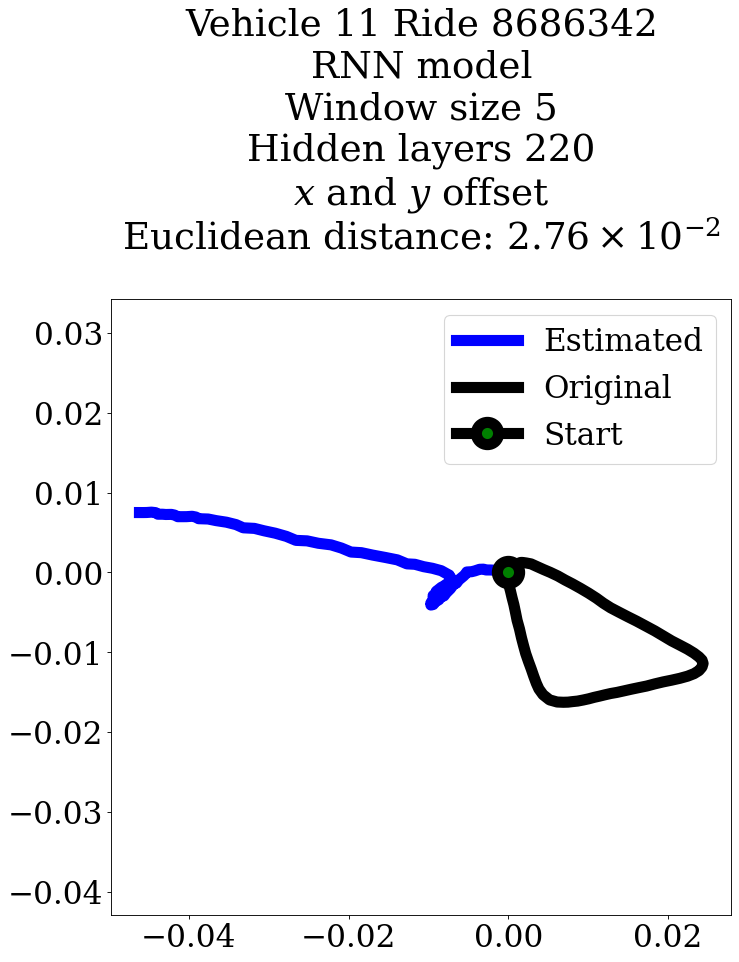 Vehicle 11 Ride 8686342
RNN model
Window size 5
Hidden layers 220
x and y offset
Euclidean distance: 2.76 × 10⁻²
Estimated
Original
Start
0.03
0.02
0.01
0.00
−0.01
−0.02
−0.03
−0.04
−0.04 −0.02 0.00 0.02